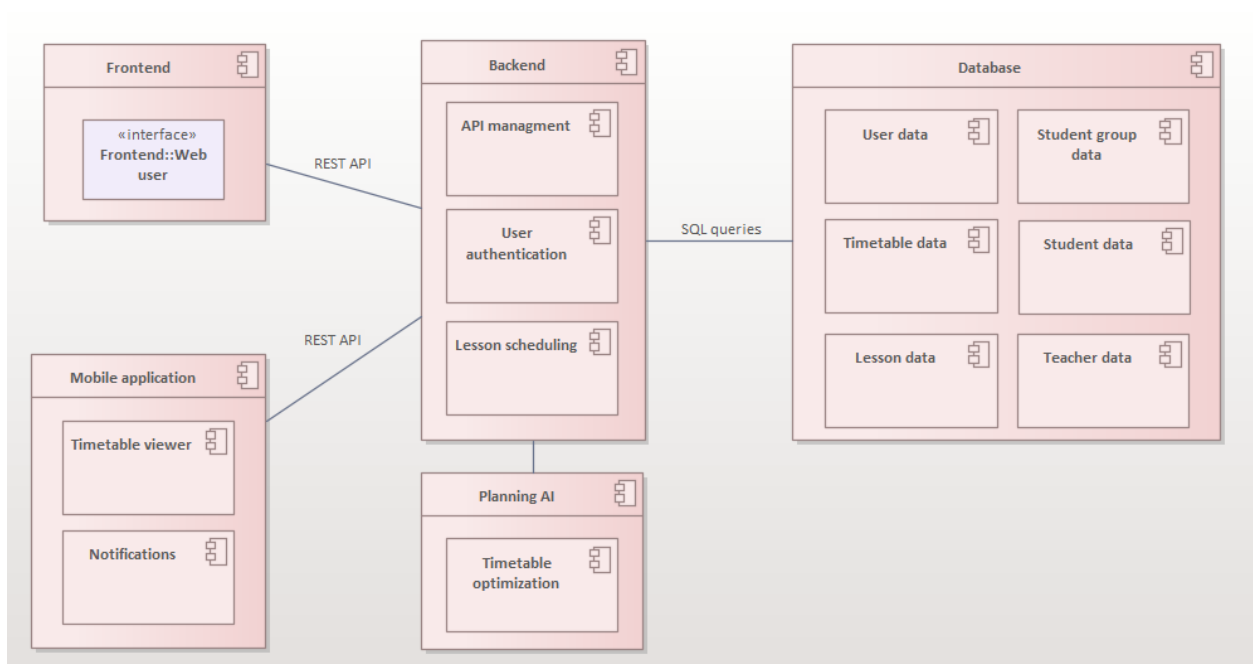 Frontend
«interface»
Frontend::Web
user
REST API
Backend
API managment
User
authentication
Lesson scheduling
SQL queries
Database
User data
Student group
data
Timetable data
Student data
Lesson data
Teacher data
REST API
Mobile application
Timetable viewer
Notifications
Planning AI
Timetable
optimization